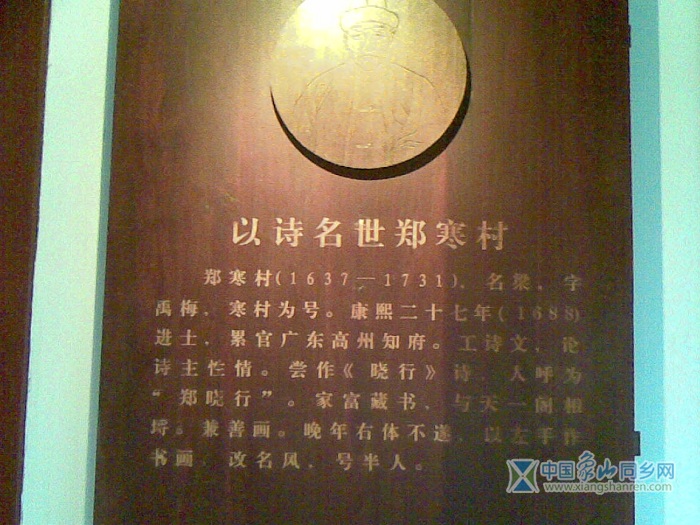 以诗名世郑寒村
郑寒村(1637—1731)，名梁，字
禹梅，寒村为号。康熙二十七年(1688)
进士，累官广东高州知府。工诗文，论
诗主性情。尝作《晓行》诗，人呼为
“郑晓行”。家富藏书，与天一阁相
埒。兼善画。晚年右体不遂，以左手作
书画，改名风，号半人。
中国象山同乡网
www.xiangshanren.com